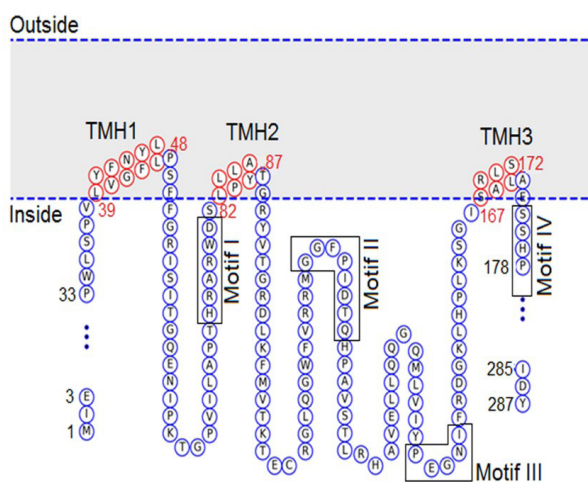 Outside
TMH1
48
TMH2
87
TMH3
172
Inside
39
82
167
Motif I
Motif II
Motif III
Motif IV
33
178
3
1
285
287
M I E
P W L S P V
L V G F L
Y F N Y L
P S F F G R I S I T G Q E N I P K T G P
V I L A P T H A R A R W D S
L P Y
L L A
T G R Y V T G R D L K F M V T K T E C
R G L Q G W F V R R M G G F P I D T Q H P A V S T L R H
A V E L Q Q G Q M L V I Y P E G N I
F R D G K L H P L K S G I
S A L
R L S
A E S S H P
I D Y